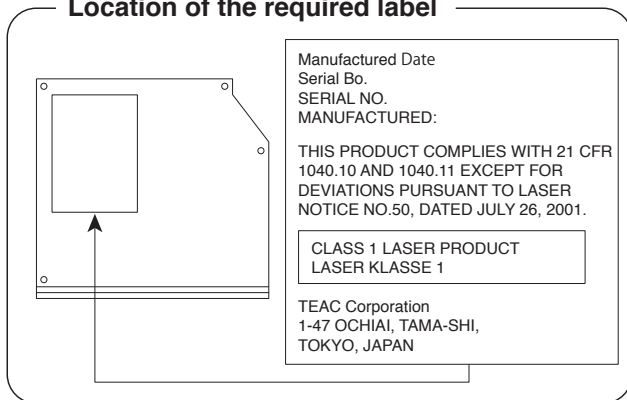 Location of the required label
Manufactured Date
Serial Bo.
SERIAL NO.
MANUFACTURED:
THIS PRODUCT COMPLIES WITH 21 CFR
1040.10 AND 1040.11 EXCEPT FOR
DEVIATIONS PURSUANT TO LASER
NOTICE NO.50, DATED JULY 26, 2001.
CLASS 1 LASER PRODUCT
LASER KLASSE 1
TEAC Corporation
1-47 OCHIAI, TAMA-SHI,
TOKYO, JAPAN